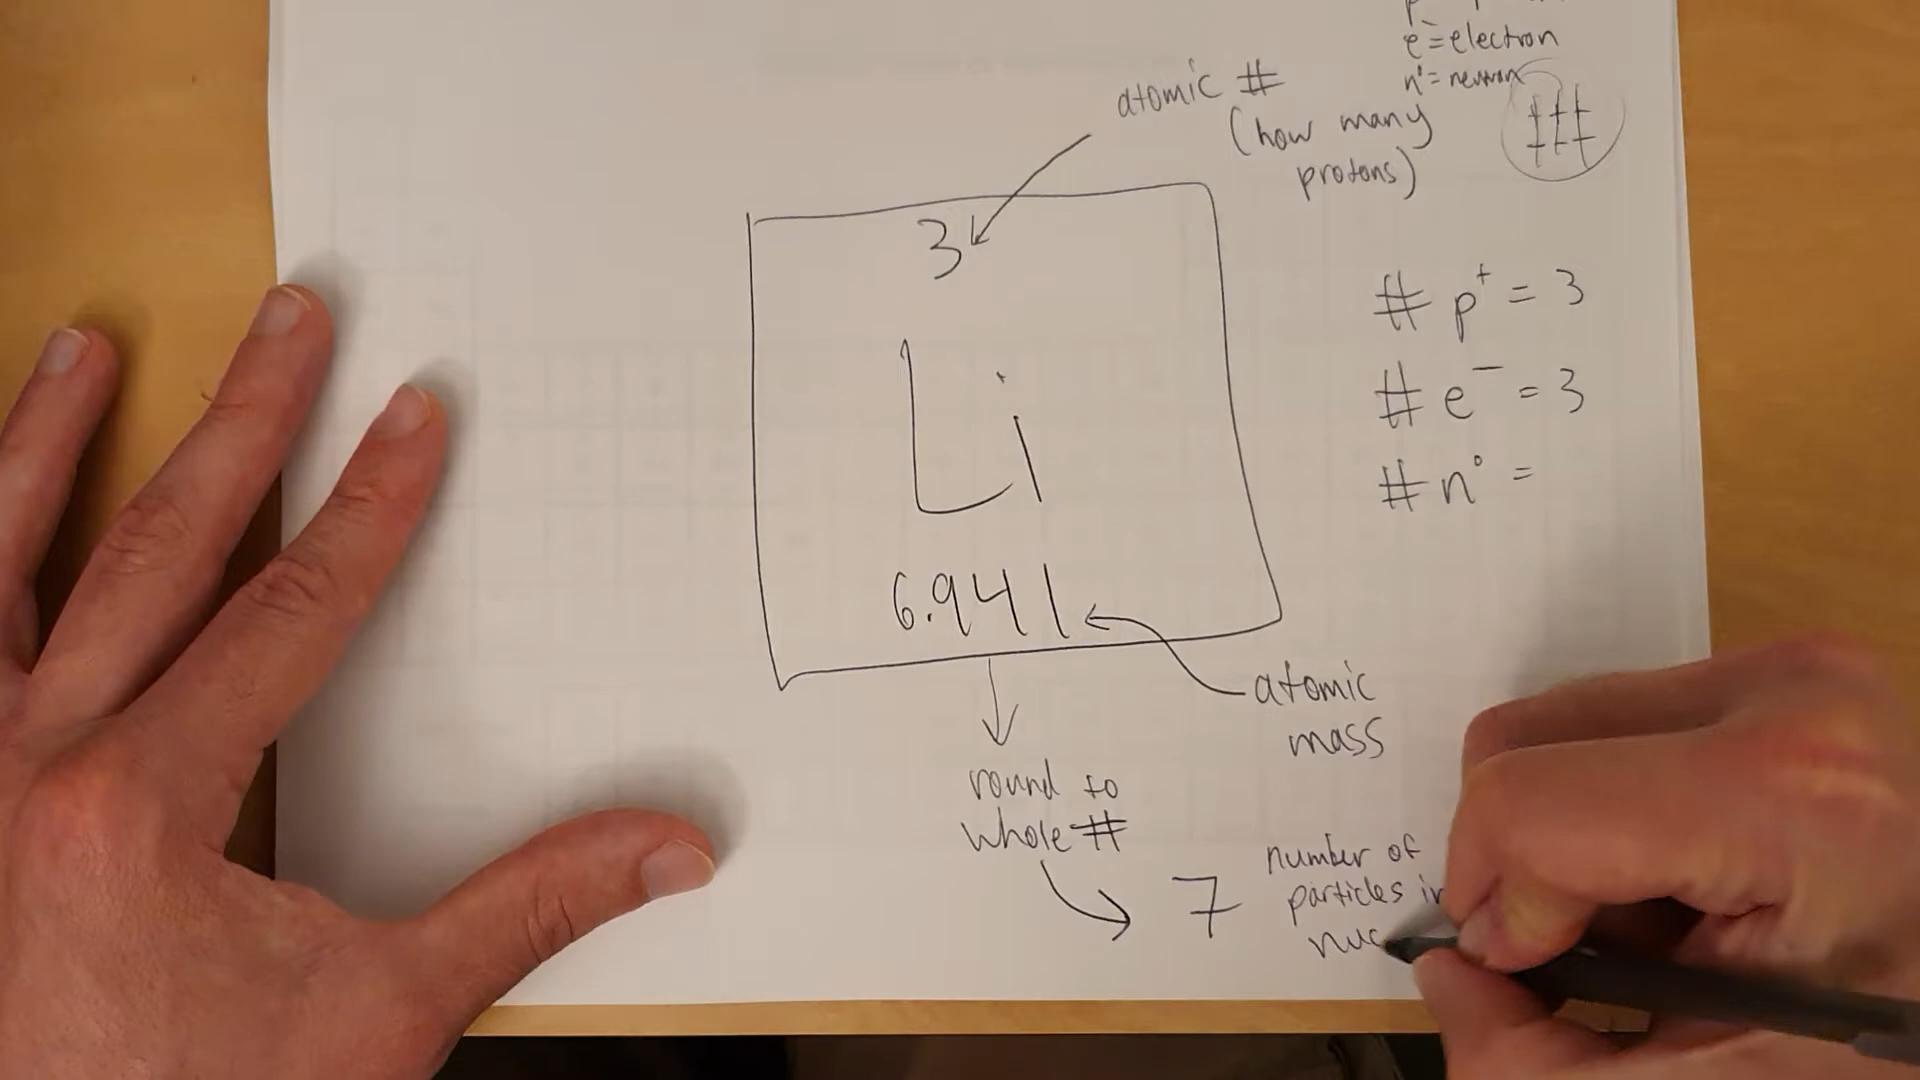 e⁻=electron
n°=neutron
atomic #
(how many
protons)
3
Li
6.941
# p⁺ = 3
# e⁻ = 3
# n° =
atomic
mass
round to
whole #
7
number of
particles in
nuc